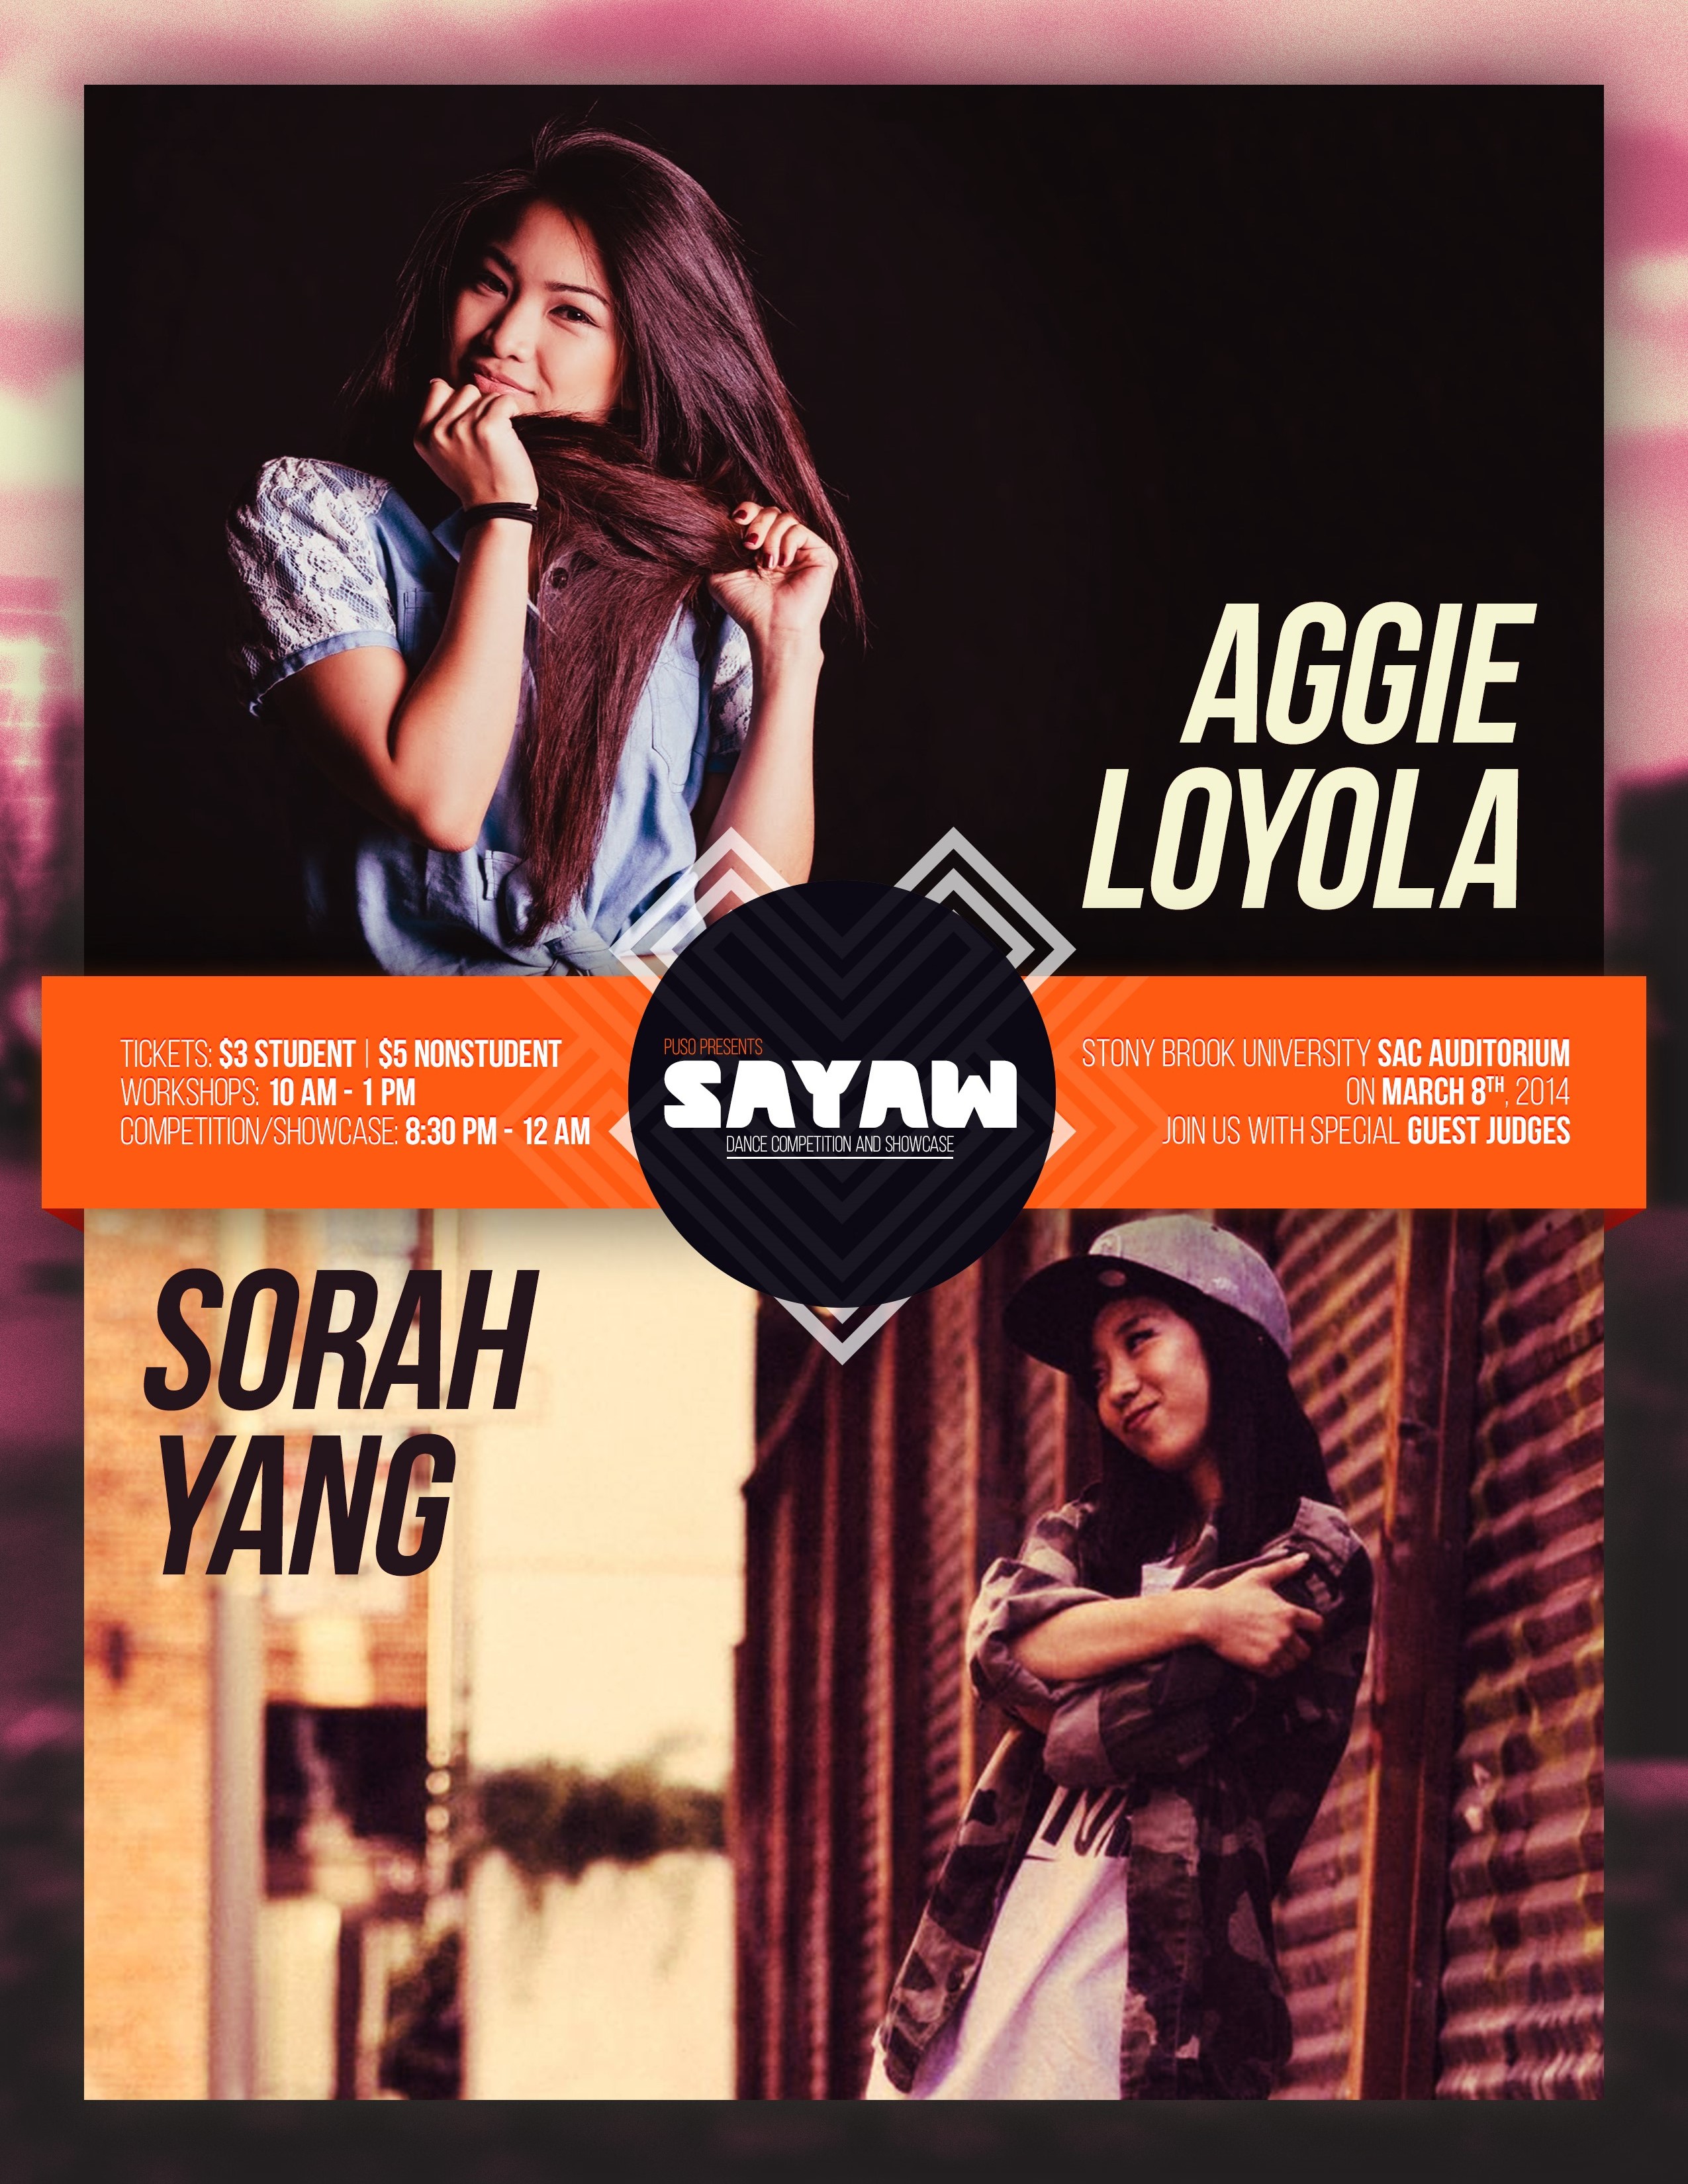 AGGIE
LOYOLA
TICKETS: $3 STUDENT | $5 NONSTUDENT
WORKSHOPS: 10 AM - 1 PM
COMPETITION/SHOWCASE: 8:30 PM - 12 AM
PUSO PRESENTS
SAYAW
DANCE COMPETITION AND SHOWCASE
STONY BROOK UNIVERSITY SAC AUDITORIUM
ON MARCH 8TH, 2014
JOIN US WITH SPECIAL GUEST JUDGES
SORAH
YANG